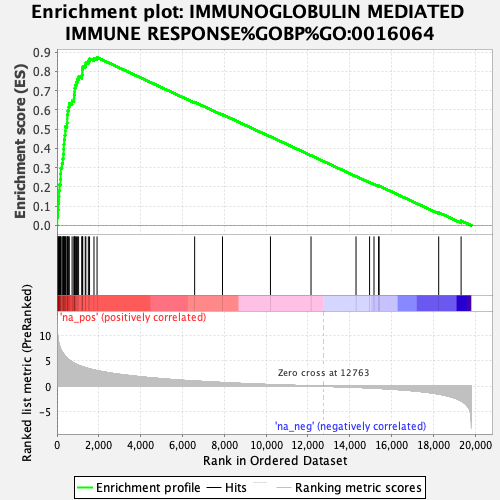 Enrichment plot: IMMUNOGLOBULIN MEDIATED
IMMUNE RESPONSE%GOBP%GO:0016064
Enrichment score (ES)
0.9
0.8
0.7
0.6
0.5
0.4
0.3
0.2
0.1
0.0
'na_pos' (positively correlated)
Ranked list metric (PreRanked)
10
5
0
-5
Zero cross at 12763
'na_neg' (negatively correlated)
0 2,000 4,000 6,000 8,000 10,000 12,000 14,000 16,000 18,000 20,000
Rank in Ordered Dataset
Enrichment profile Hits Ranking metric scores